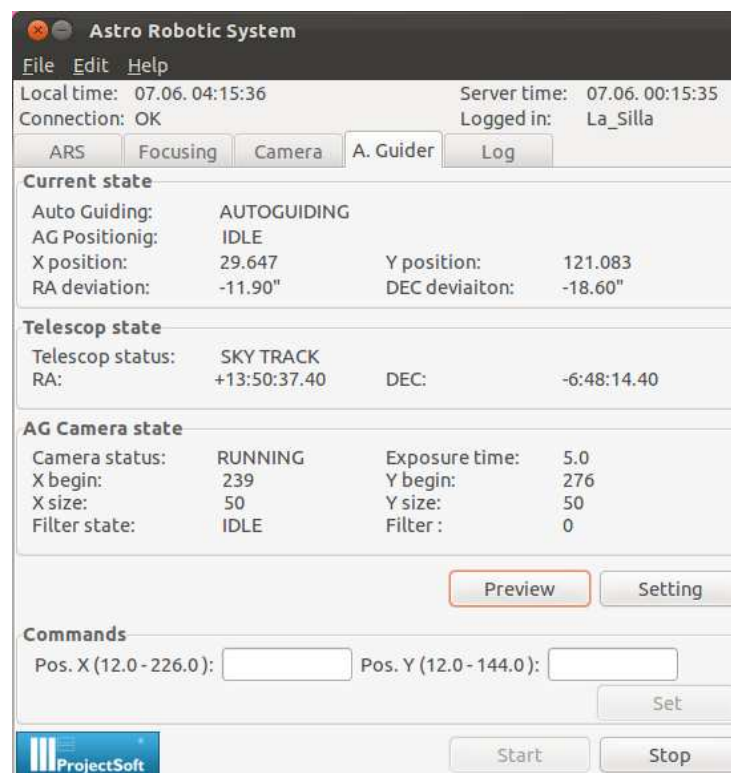 Astro Robotic System
File Edit Help
Local time: 07.06. 04:15:36 Server time: 07.06. 00:15:35
Connection: OK Logged in: La_Silla
ARS Focusing Camera A. Guider Log
Current state
Auto Guiding: AUTOGUIDING
AG Positionig: IDLE
X position: 29.647 Y position: 121.083
RA deviation: -11.90" DEC deviaiton: -18.60"
Telescop state
Telescop status: SKY TRACK
RA: +13:50:37.40 DEC: -6:48:14.40
AG Camera state
Camera status: RUNNING Exposure time: 5.0
X begin: 239 Y begin: 276
X size: 50 Y size: 50
Filter state: IDLE Filter : 0
Preview Setting
Commands
Pos. X (12.0 - 226.0 ): Pos. Y (12.0 - 144.0 ):
Set
ProjectSoft Start Stop